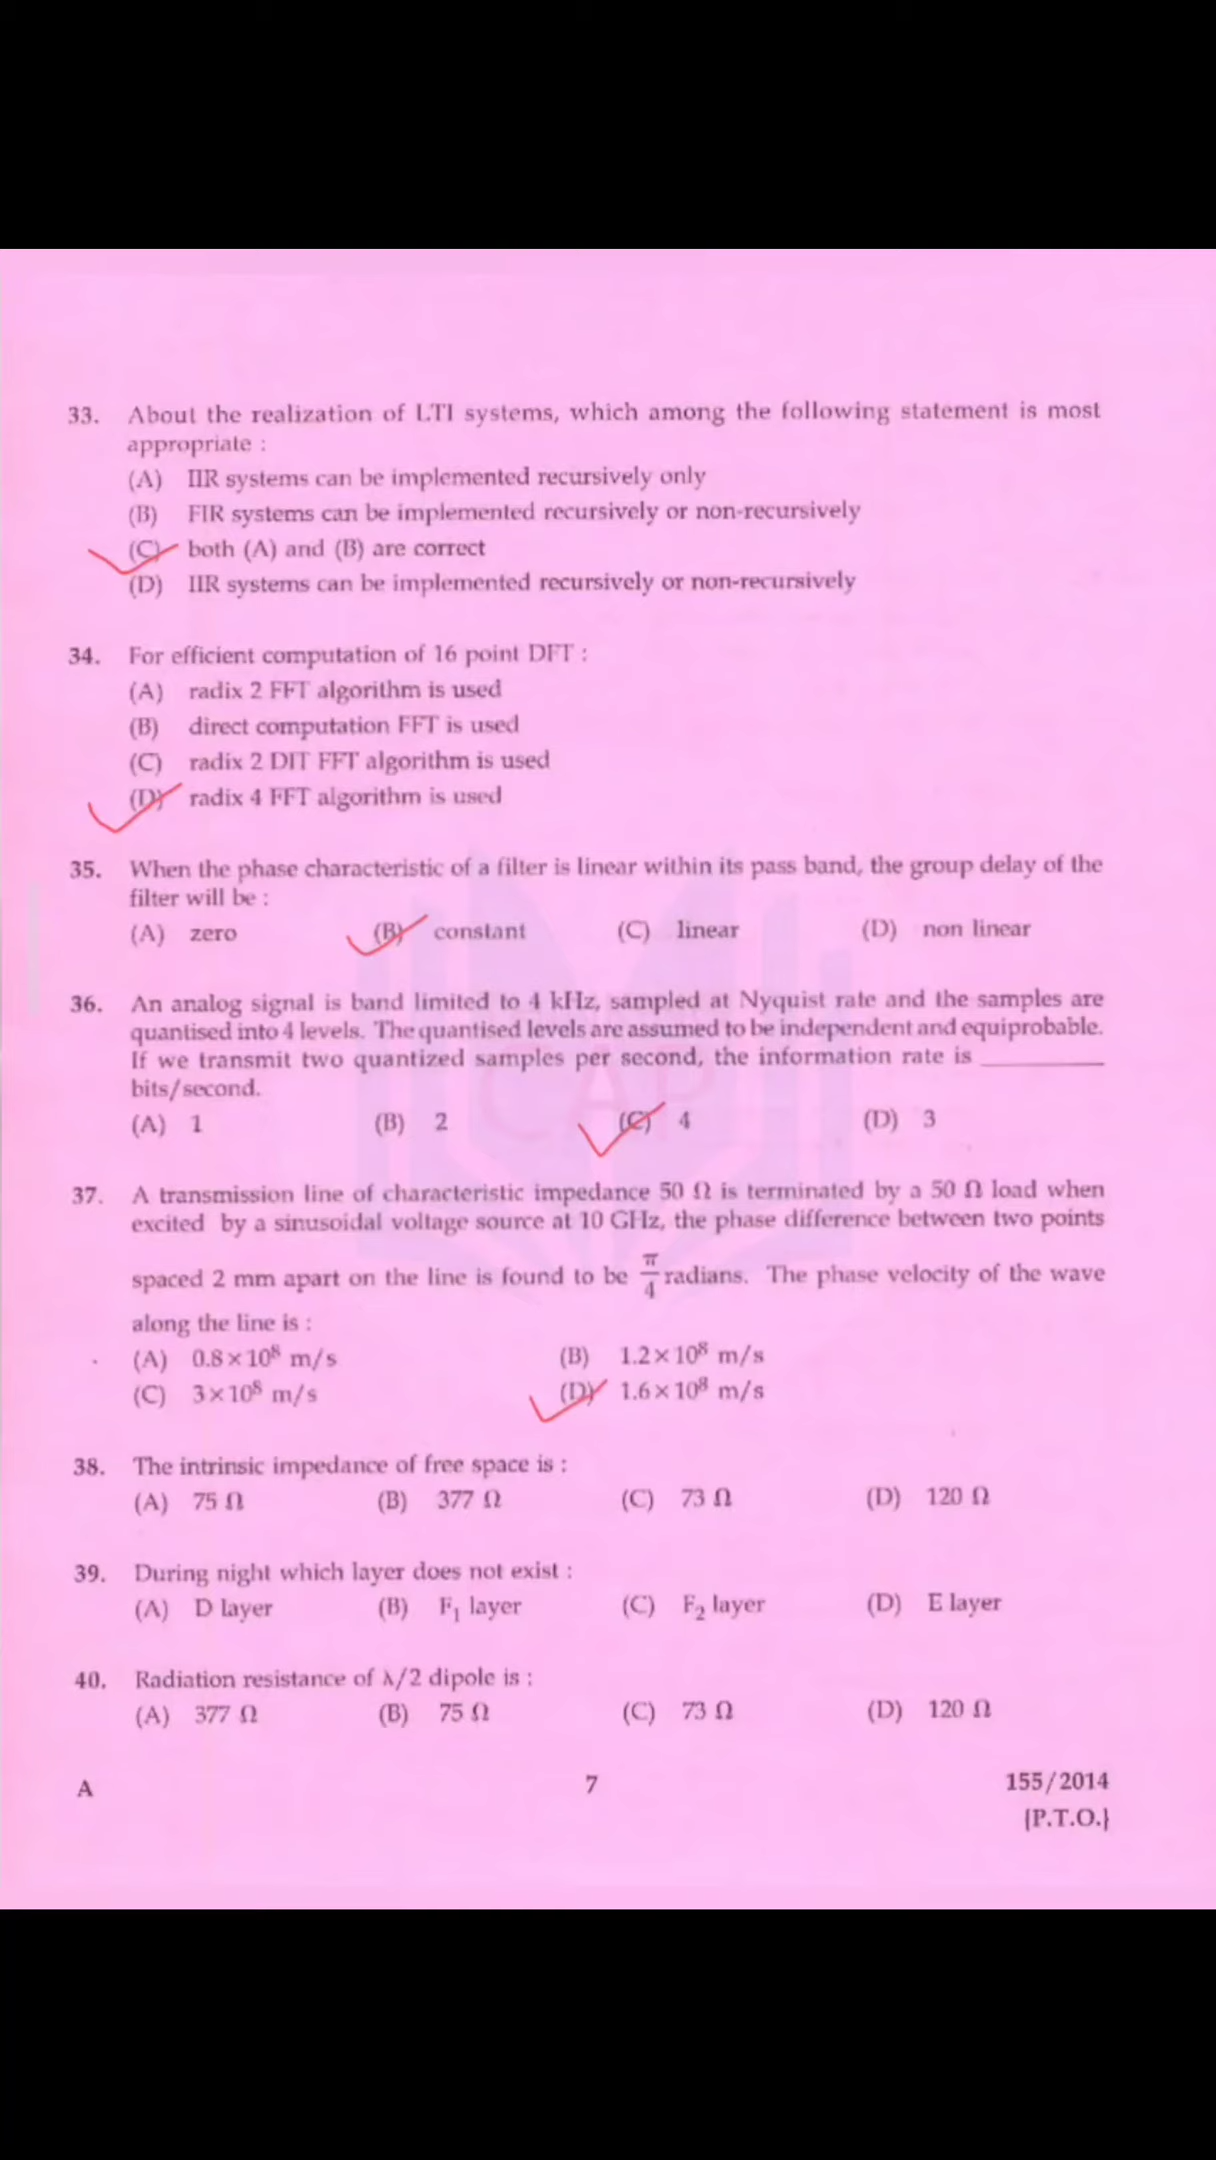 33. About the realization of LTI systems, which among the following statement is most
appropriate :
(A) IIR systems can be implemented recursively only
(B) FIR systems can be implemented recursively or non-recursively
(C) both (A) and (B) are correct
(D) IIR systems can be implemented recursively or non-recursively
34. For efficient computation of 16 point DFT :
(A) radix 2 FFT algorithm is used
(B) direct computation FFT is used
(C) radix 2 DIT FFT algorithm is used
(D) radix 4 FFT algorithm is used
35. When the phase characteristic of a filter is linear within its pass band, the group delay of the
filter will be :
(A) zero (B) constant (C) linear (D) non linear
36. An analog signal is band limited to 4 kHz, sampled at Nyquist rate and the samples are
quantised into 4 levels. The quantised levels are assumed to be independent and equiprobable.
If we transmit two quantized samples per second, the information rate is ________
bits/second.
(A) 1 (B) 2 (C) 4 (D) 3
37. A transmission line of characteristic impedance 50 Ω is terminated by a 50 Ω load when
excited by a sinusoidal voltage source at 10 GHz, the phase difference between two points
spaced 2 mm apart on the line is found to be π/4 radians. The phase velocity of the wave
along the line is :
(A) 0.8×10⁸ m/s (B) 1.2×10⁸ m/s
(C) 3×10⁸ m/s (D) 1.6×10⁸ m/s
38. The intrinsic impedance of free space is :
(A) 75 Ω (B) 377 Ω (C) 73 Ω (D) 120 Ω
39. During night which layer does not exist :
(A) D layer (B) F₁ layer (C) F₂ layer (D) E layer
40. Radiation resistance of λ/2 dipole is :
(A) 377 Ω (B) 75 Ω (C) 73 Ω (D) 120 Ω
A 7 155/2014
{P.T.O.}